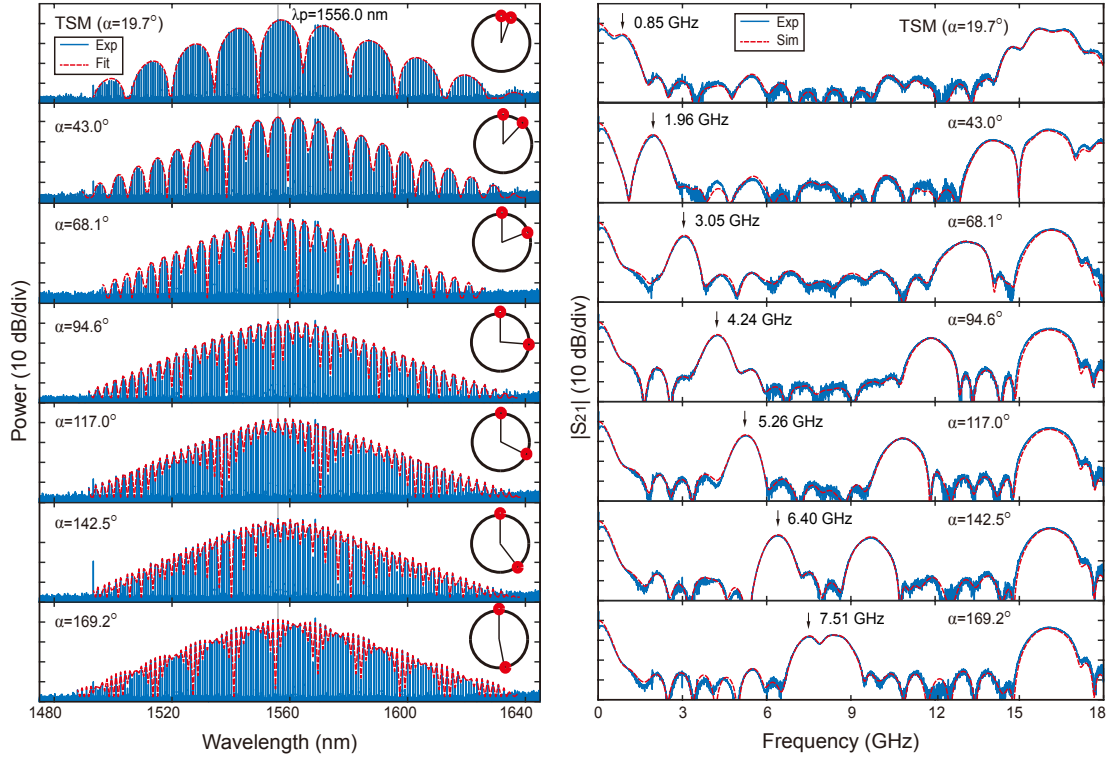 λp=1556.0 nm
TSM (α=19.7°)
Exp
Fit
α=43.0°
α=68.1°
α=94.6°
α=117.0°
α=142.5°
α=169.2°
Power (10 dB/div)
1480
1520
1560
1600
1640
Wavelength (nm)
0.85 GHz
Exp
Sim
TSM (α=19.7°)
1.96 GHz
α=43.0°
3.05 GHz
α=68.1°
4.24 GHz
α=94.6°
5.26 GHz
α=117.0°
6.40 GHz
α=142.5°
7.51 GHz
α=169.2°
|S21| (10 dB/div)
0
3
6
9
12
15
18
Frequency (GHz)